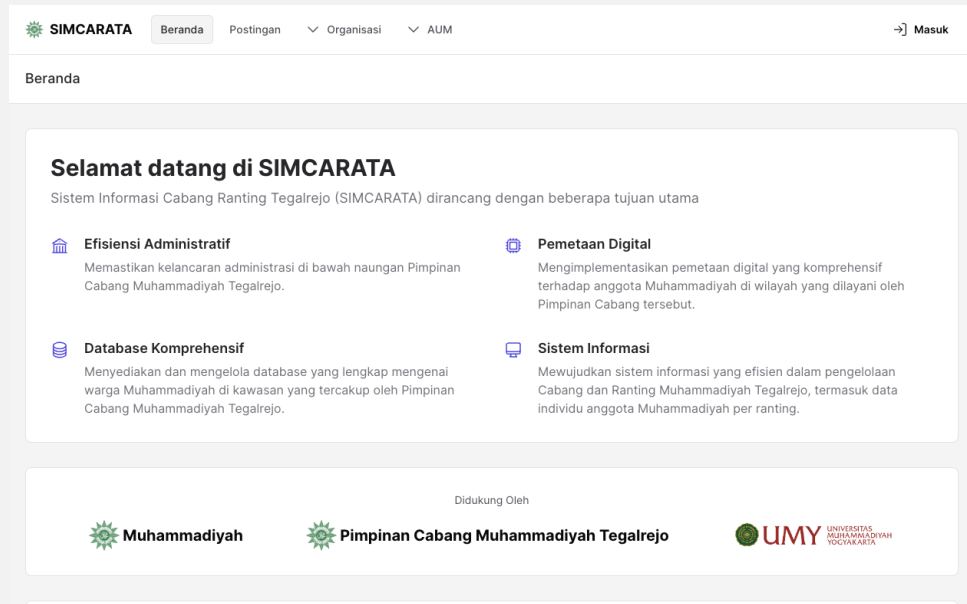 SIMCARATA Beranda Postingan Organisasi AUM Masuk
Beranda
Selamat datang di SIMCARATA
Sistem Informasi Cabang Ranting Tegalrejo (SIMCARATA) dirancang dengan beberapa tujuan utama
Efisiensi Administratif
Memastikan kelancaran administrasi di bawah naungan Pimpinan
Cabang Muhammadiyah Tegalrejo.
Pemetaan Digital
Mengimplementasikan pemetaan digital yang komprehensif
terhadap anggota Muhammadiyah di wilayah yang dilayani oleh
Pimpinan Cabang tersebut.
Database Komprehensif
Menyediakan dan mengelola database yang lengkap mengenai
warga Muhammadiyah di kawasan yang tercakup oleh Pimpinan
Cabang Muhammadiyah Tegalrejo.
Sistem Informasi
Mewujudkan sistem informasi yang efisien dalam pengelolaan
Cabang dan Ranting Muhammadiyah Tegalrejo, termasuk data
individu anggota Muhammadiyah per ranting.
Didukung Oleh
Muhammadiyah
Pimpinan Cabang Muhammadiyah Tegalrejo
UMY
UNIVERSITAS
MUHAMMADIYAH
YOGYAKARTA